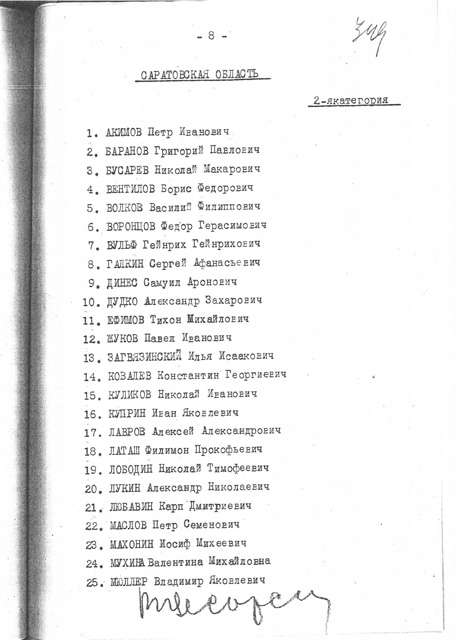 - 8 -
349
САРАТОВСКАЯ ОБЛАСТЬ
2-якатегория
1. АКИМОВ Петр Иванович
2. БАРАНОВ Григорий Павлович
3. БУСАРЕВ Николай Макарович
4. ВЕНТИЛОВ Борис Федорович
5. ВОЛКОВ Василий Филиппович
6. ВОРОНЦОВ Федор Герасимович
7. ВУЛЬФ Гейнрих Гейнрихович
8. ГАЛКИН Сергей Афанасьевич
9. ДИНЕС Самуил Аронович
10. ДУДКО Александр Захарович
11. ЕФИМОВ Тихон Михайлович
12. ЖУКОВ Павел Иванович
13. ЗАГВЯЗИНСКИЙ Илья Исаакович
14. КОВАЛЕВ Константин Георгиевич
15. КУЛИКОВ Николай Иванович
16. КУПРИН Иван Яковлевич
17. ЛАВРОВ Алексей Александрович
18. ЛАТАШ Филимон Прокофьевич
19. ЛОБОДИН Николай Тимофеевич
20. ЛУКИН Александр Николаевич
21. ЛЮБАВИН Карп Дмитриевич
22. МАСЛОВ Петр Семенович
23. МАХОНИН Иосиф Михеевич
24. МУХИНА Валентина Михайловна
25. МЮЛЛЕР Владимир Яковлевич